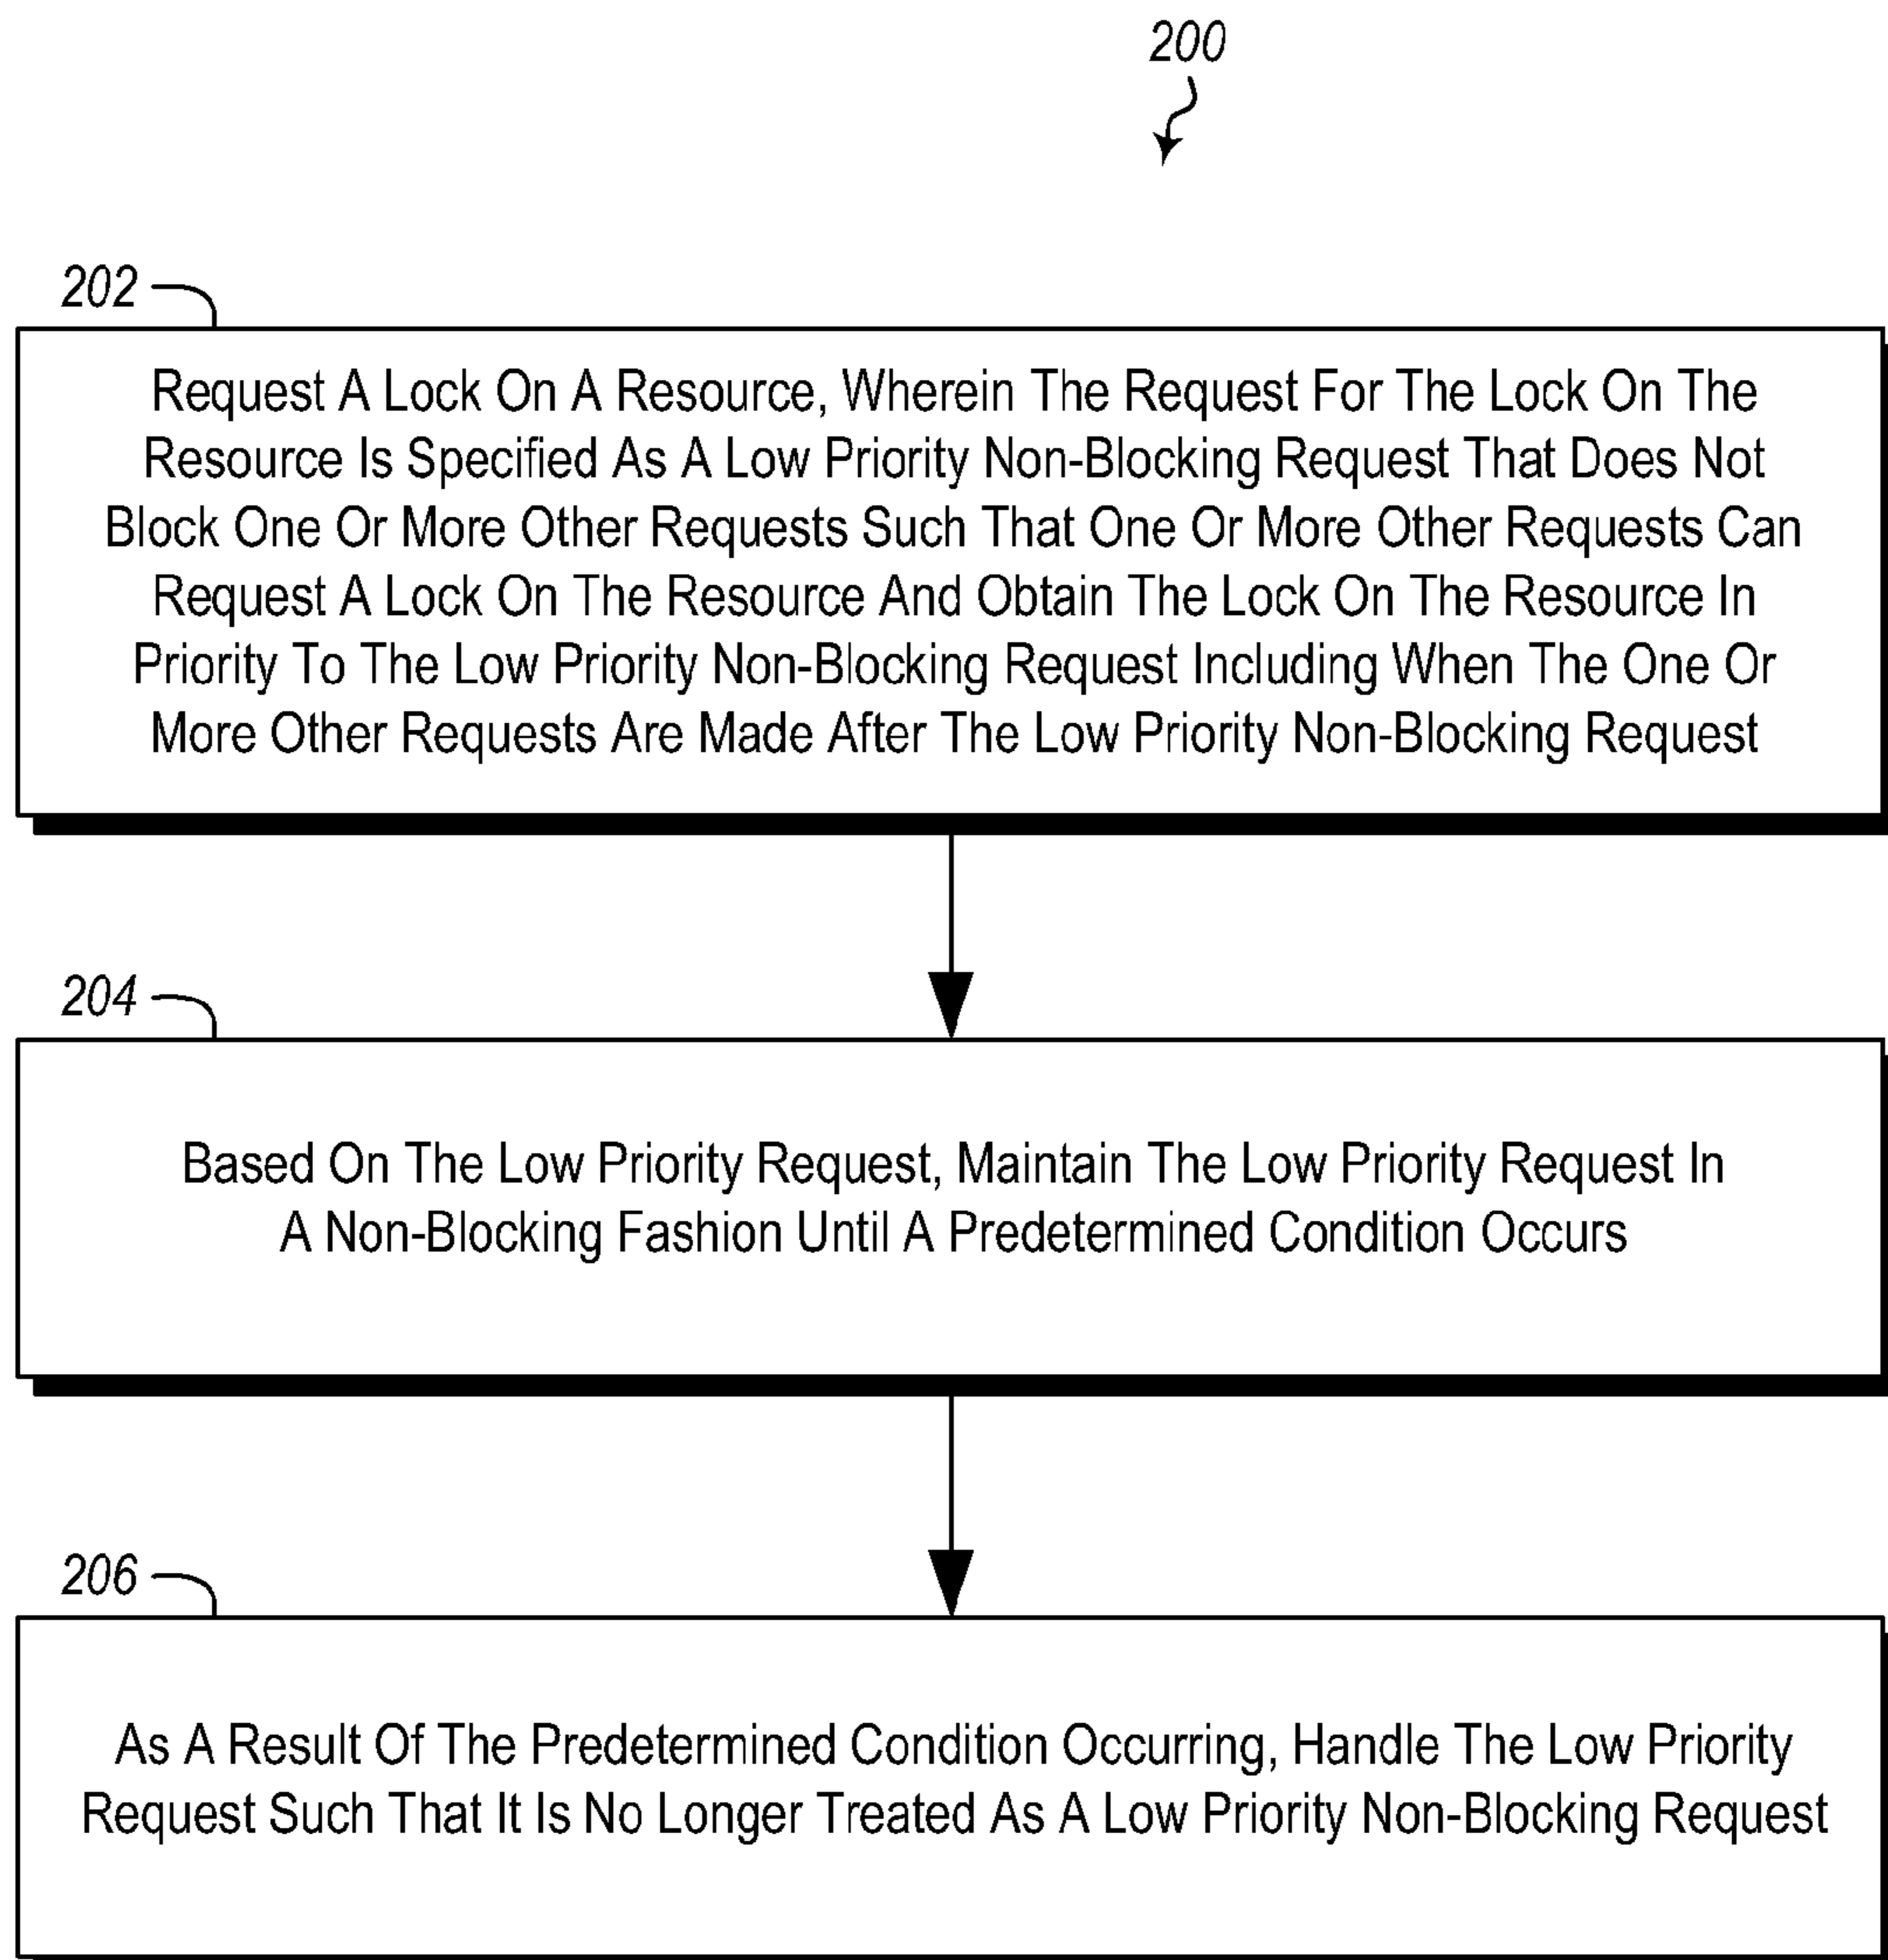 200
202
Request A Lock On A Resource, Wherein The Request For The Lock On The
Resource Is Specified As A Low Priority Non-Blocking Request That Does Not
Block One Or More Other Requests Such That One Or More Other Requests Can
Request A Lock On The Resource And Obtain The Lock On The Resource In
Priority To The Low Priority Non-Blocking Request Including When The One Or
More Other Requests Are Made After The Low Priority Non-Blocking Request
204
Based On The Low Priority Request, Maintain The Low Priority Request In
A Non-Blocking Fashion Until A Predetermined Condition Occurs
206
As A Result Of The Predetermined Condition Occurring, Handle The Low Priority
Request Such That It Is No Longer Treated As A Low Priority Non-Blocking Request